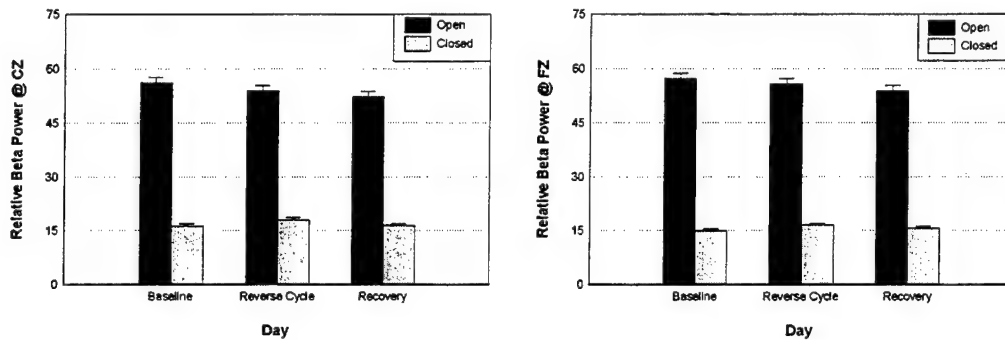 75
60
45
30
15
0
Relative Beta Power @ CZ
Open
Closed
Baseline
Reverse Cycle
Recovery
Day
75
60
45
30
15
0
Relative Beta Power @ FZ
Open
Closed
Baseline
Reverse Cycle
Recovery
Day